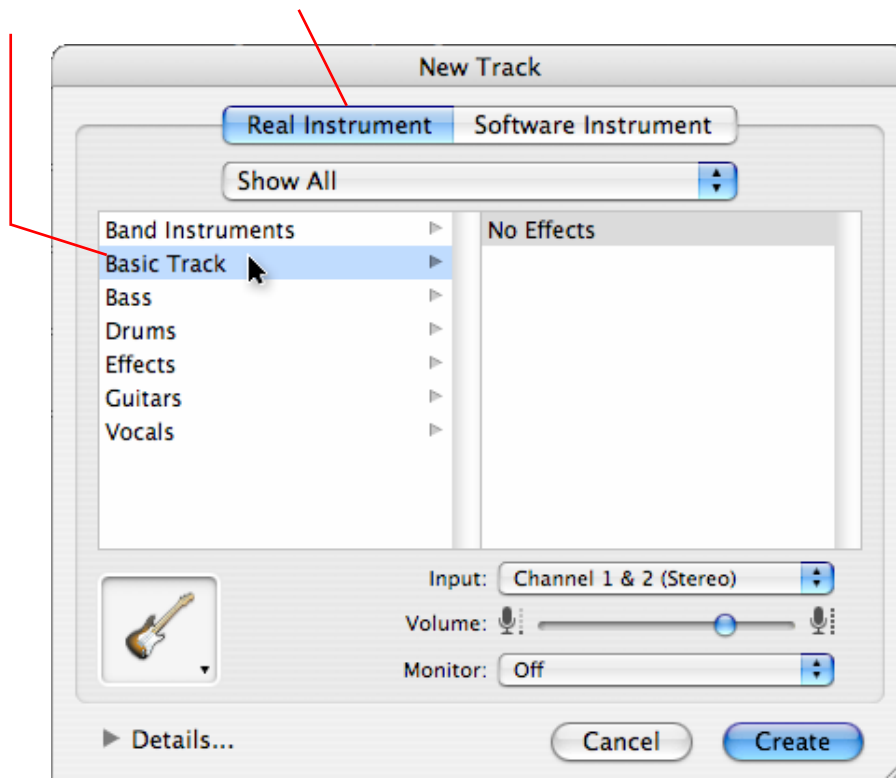 New Track
Real Instrument Software Instrument
Show All
Band Instruments No Effects
Basic Track
Bass
Drums
Effects
Guitars
Vocals
Input: Channel 1 & 2 (Stereo)
Volume:
Monitor: Off
Details... Cancel Create